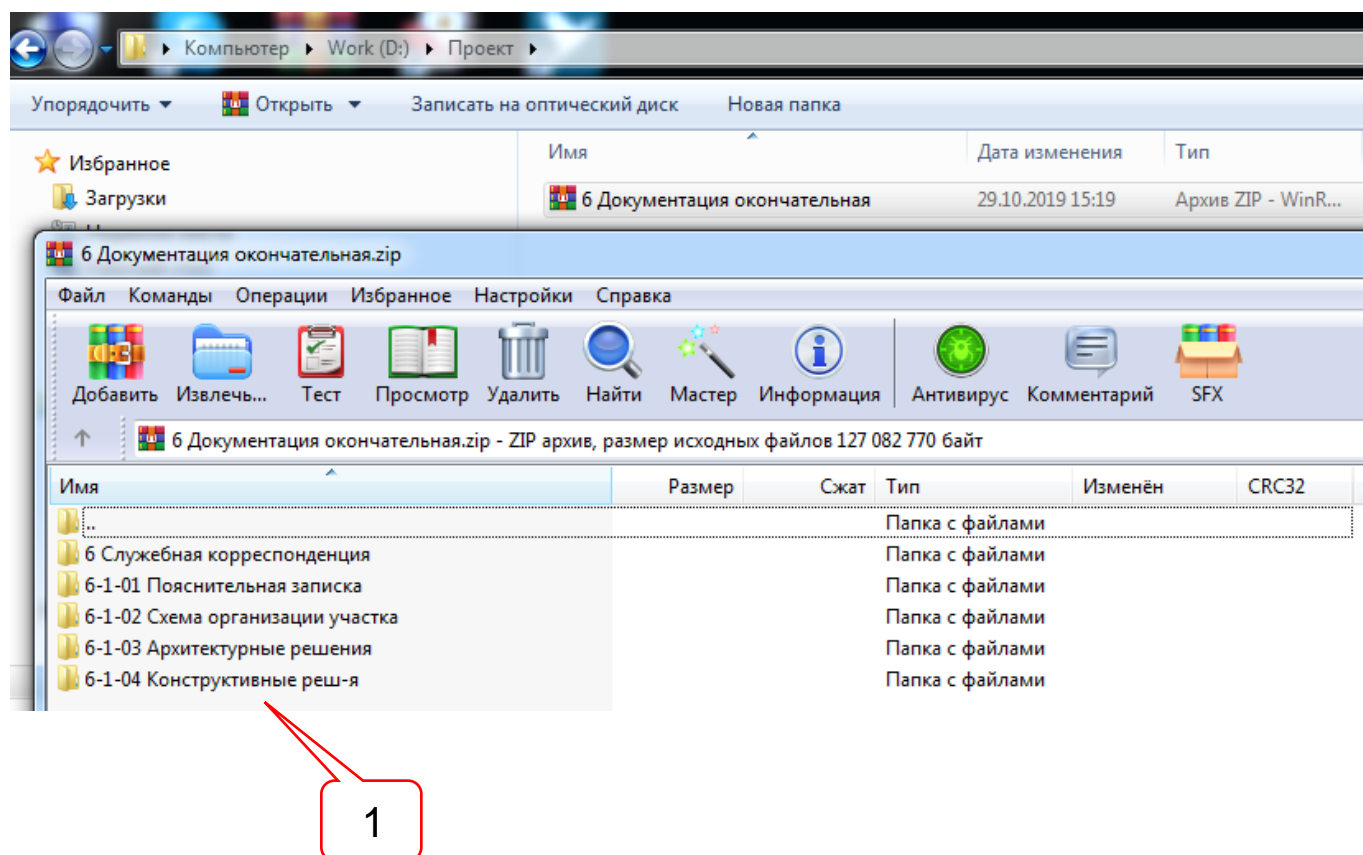 Компьютер Work (D:) Проект
Упорядочить Открыть Записать на оптический диск Новая папка
Избранное Имя Дата изменения Тип
Загрузки 6 Документация окончательная 29.10.2019 15:19 Архив ZIP - WinR...
6 Документация окончательная.zip
Файл Команды Операции Избранное Настройки Справка
Добавить Извлечь... Тест Просмотр Удалить Найти Мастер Информация Антивирус Комментарий SFX
6 Документация окончательная.zip - ZIP архив, размер исходных файлов 127 082 770 байт
Имя Размер Сжат Тип Изменён CRC32
.. Папка с файлами
6 Служебная корреспонденция Папка с файлами
6-1-01 Пояснительная записка Папка с файлами
6-1-02 Схема организации участка Папка с файлами
6-1-03 Архитектурные решения Папка с файлами
6-1-04 Конструктивные реш-я Папка с файлами
1